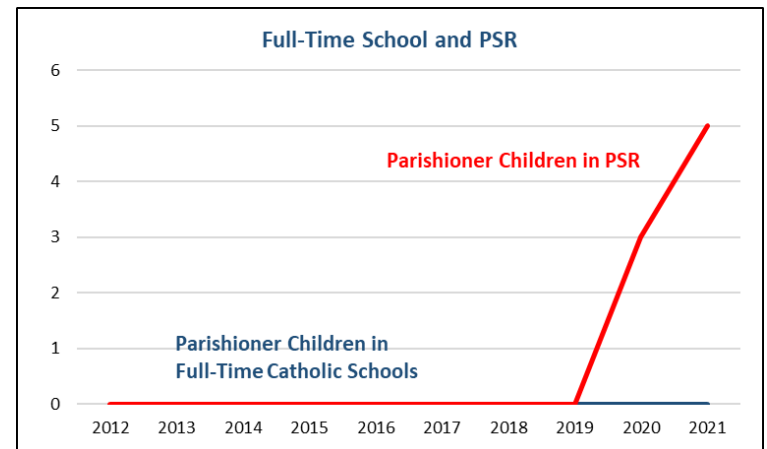 Full-Time School and PSR
6
5
Parishioner Children in PSR
4
3
2
1
Parishioner Children in
Full-Time Catholic Schools
0
2012 2013 2014 2015 2016 2017 2018 2019 2020 2021